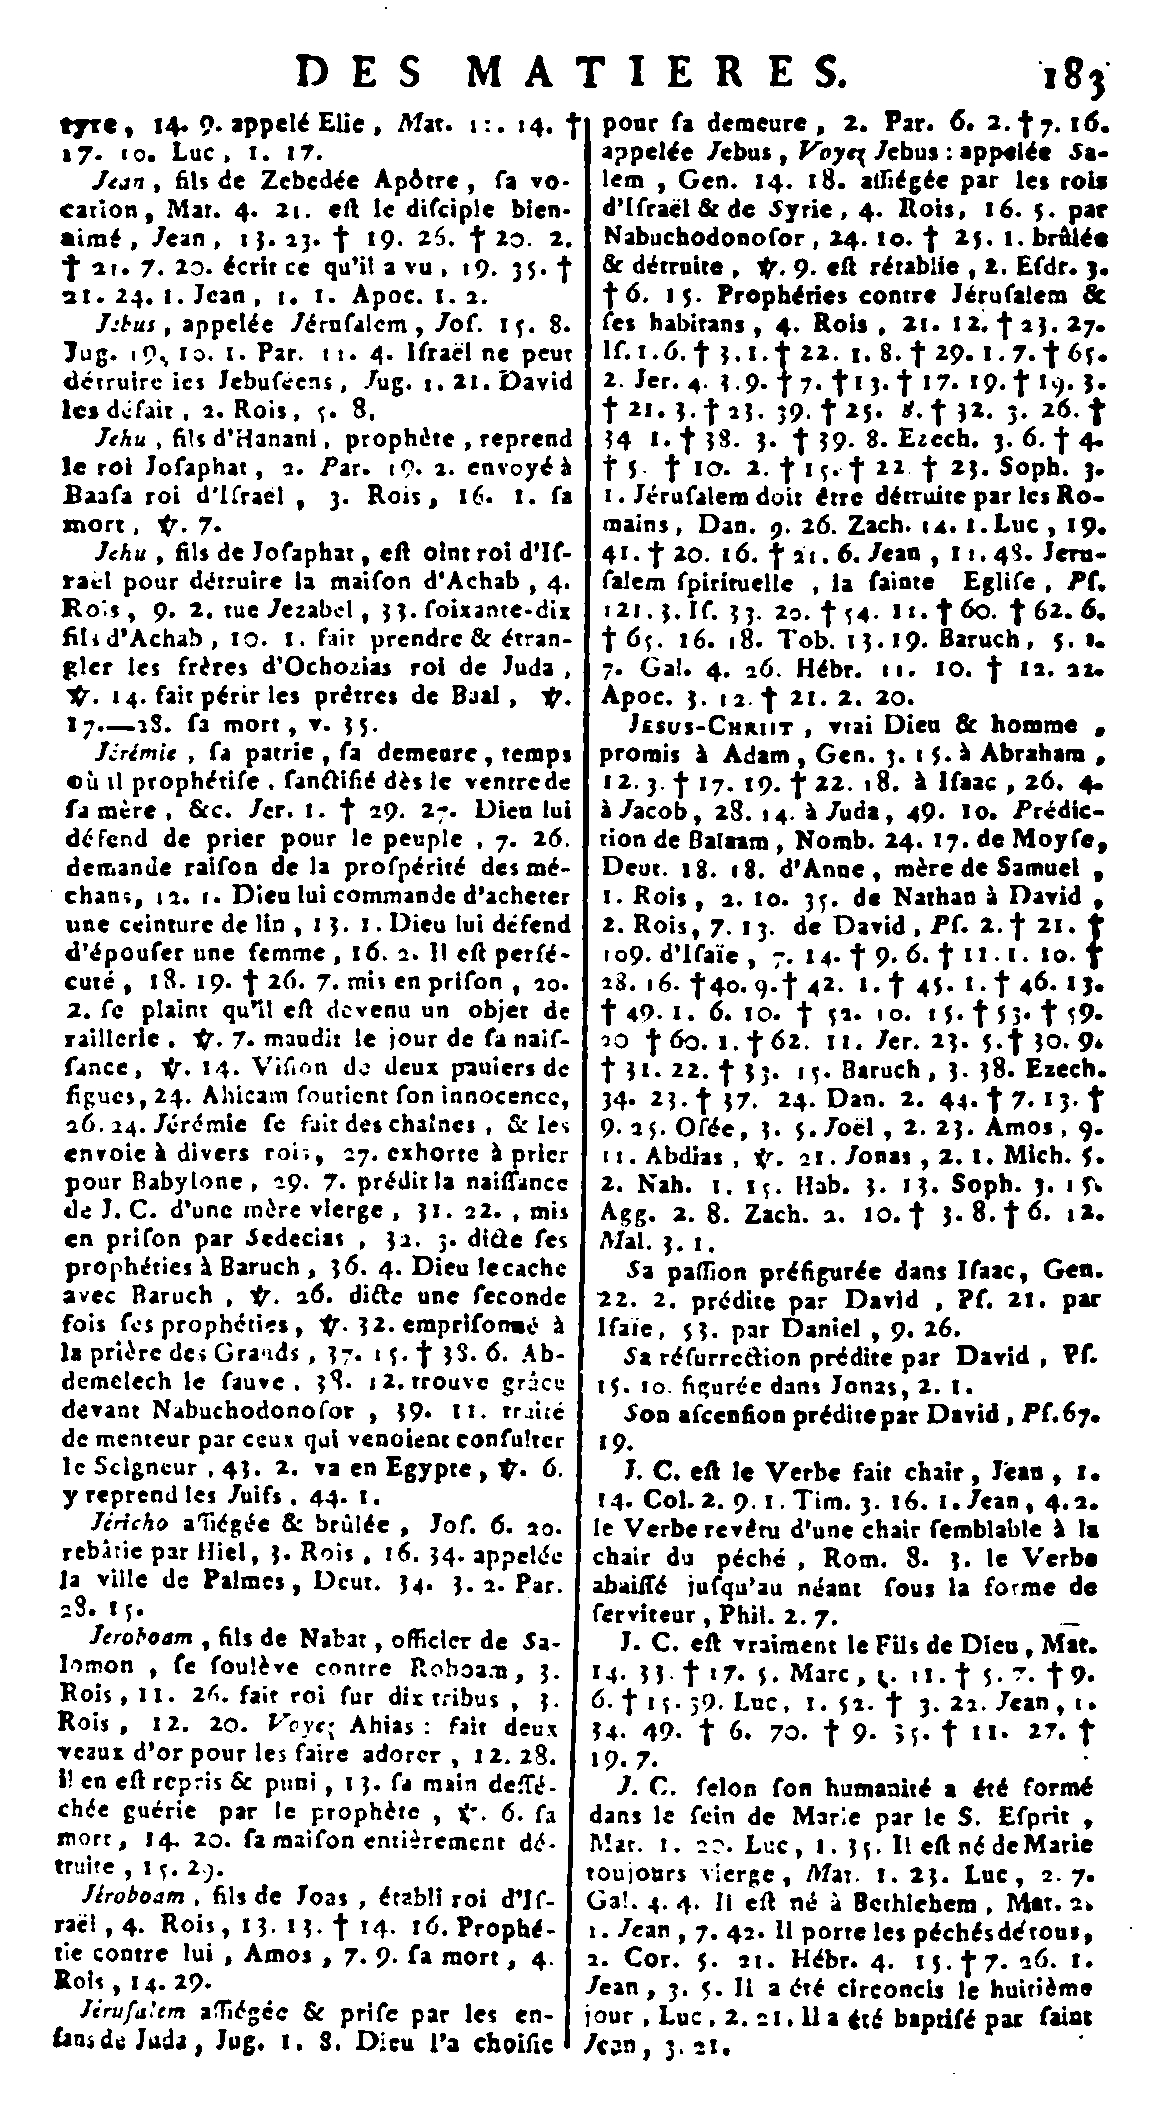 DES MATIERES. 183
tyre, 14. 9. appelé Elie, Mat. 11. 14. †
17. 10. Luc, 1. 17.
Jean, fils de Zebedée Apôtre, ſa vo-
cation, Mat. 4. 21. eſt le diſciple bien-
aimé, Jean, 13. 23. † 19. 26. † 20. 2.
† 21. 7. 20. écrit ce qu'il a vu, 19. 35. †
21. 24. 1. Jean, 1. 1. Apoc. 1. 2.
Jebus, appelée Jéruſalem, Joſ. 15. 8.
Jug. 19. 10. 1. Par. 11. 4. Iſraël ne peut
détruire les Jebuſéens, Jug. 1. 21. David
les défait, 2. Rois, 5. 8.
Jehu, fils d'Hanani, prophète, reprend
le roi Joſaphat, 2. Par. 19. 2. envoyé à
Baaſa roi d'Iſraël, 3. Rois, 16. 1. ſa
mort, ℣. 7.
Jehu, fils de Joſaphat, eſt oint roi d'Iſ-
raël pour détruire la maiſon d'Achab, 4.
Rois, 9. 2. tue Jezabel, 33. ſoixante-dix
fils d'Achab, 10. 1. fait prendre & étran-
gler les frères d'Ochozias roi de Juda,
℣. 14. fait périr les prêtres de Baal, ℣.
17.—28. ſa mort, v. 35.
Jérémie, ſa patrie, ſa demeure, temps
où il prophétiſe, ſanctifié dès le ventre de
ſa mère, &c. Jer. 1. † 29. 27. Dieu lui
défend de prier pour le peuple, 7. 26.
demande raiſon de la proſpérité des mé-
chans, 12. 1. Dieu lui commande d'acheter
une ceinture de lin, 13. 1. Dieu lui défend
d'épouſer une femme, 16. 2. Il eſt perſé-
cuté, 18. 19. † 26. 7. mis en priſon, 20.
2. ſe plaint qu'il eſt devenu un objet de
raillerie. ℣. 7. maudit le jour de ſa naiſ-
ſance, ℣. 14. Viſion de deux paniers de
figues, 24. Ahicam ſoutient ſon innocence,
26. 24. Jérémie ſe fait des chaînes, & les
envoie à divers rois, 27. exhorte à prier
pour Babylone, 29. 7. prédit la naiſſance
de J. C. d'une mère vierge, 31. 22., mis
en priſon par Sedecias, 32. 3. dicte ſes
prophéties à Baruch, 36. 4. Dieu le cache
avec Baruch, ℣. 26. dicte une ſeconde
fois ſes prophéties, ℣. 32. empriſonné à
la prière des Grands, 37. 15. † 38. 6. Ab-
demelech le ſauve. 38. 12. trouve grâce
devant Nabuchodonoſor, 39. 11. traité
de menteur par ceux qui venoient conſulter
le Seigneur, 43. 2. va en Egypte, ℣. 6.
y reprend les Juifs, 44. 1.
Jéricho aſſiégée & brûlée, Joſ. 6. 20.
rebâtie par Hiel, 3. Rois, 16. 34. appelée
la ville de Palmes, Deut. 34. 3. 2. Par.
28. 15.
Jeroboam, fils de Nabat, officier de Sa-
lomon, ſe ſoulève contre Roboam, 3.
Rois, 11. 26. fait roi ſur dix tribus, 3.
Rois, 12. 20. Voyez Ahias: fait deux
veaux d'or pour les faire adorer, 12. 28.
il en eſt repris & puni, 13. ſa main deſſé-
chée guérie par le prophète, ℣. 6. ſa
mort, 14. 20. ſa maiſon entièrement dé-
truite, 15. 29.
Jéroboam, fils de Joas, établi roi d'Iſ-
raël, 4. Rois, 13. 13. † 14. 16. Prophé-
tie contre lui, Amos, 7. 9. ſa mort, 4.
Rois, 14. 29.
Jéruſalem aſſiégée & priſe par les en-
fans de Juda, Jug. 1. 8. Dieu l'a choiſie
pour ſa demeure, 2. Par. 6. 2. † 7. 16.
appelée Jebus, Voyez Jebus: appelée Sa-
lem, Gen. 14. 18. aſſiégée par les rois
d'Iſraël & de Syrie, 4. Rois, 16. 5. par
Nabuchodonoſor, 24. 10. † 25. 1. brûlée
& détruite, ℣. 9. eſt rétablie, 2. Eſdr. 3.
† 6. 15. Prophéties contre Jéruſalem &
ſes habitans, 4. Rois, 21. 12. † 23. 27.
Iſ. 1. 6. † 3. 1. † 22. 1. 8. † 29. 1. 7. † 65.
2. Jer. 4. 3. 9. † 7. † 13. † 17. 19. † 19. 3.
† 21. 3. † 23. 39. † 25. 8. † 32. 3. 26. †
34 1. † 38. 3. † 39. 8. Ezech. 3. 6. † 4.
† 5. † 10. 2. † 15. † 22. † 23. Soph. 3.
1. Jéruſalem doit être détruite par les Ro-
mains, Dan. 9. 26. Zach. 14. 1. Luc, 19.
41. † 20. 16. † 21. 6. Jean, 11. 48. Jeru-
ſalem ſpirituelle, la ſainte Egliſe, Pſ.
121. 3. Iſ. 33. 20. † 54. 11. † 60. † 62. 6.
† 65. 16. 18. Tob. 13. 19. Baruch, 5. 1.
7. Gal. 4. 26. Hébr. 11. 10. † 12. 22.
Apoc. 3. 12. † 21. 2. 20.
JESUS-CHRIST, vrai Dieu & homme,
promis à Adam, Gen. 3. 15. à Abraham,
12. 3. † 17. 19. † 22. 18. à Iſaac, 26. 4.
à Jacob, 28. 14. à Juda, 49. 10. Prédic-
tion de Balaam, Nomb. 24. 17. de Moyſe,
Deut. 18. 18. d'Anne, mère de Samuel,
1. Rois, 2. 10. 35. de Nathan à David,
2. Rois, 7. 13. de David, Pſ. 2. † 21. †
109. d'Iſaïe, 7. 14. † 9. 6. † 11. 1. 10. †
28. 16. † 40. 9. † 42. 1. † 45. 1. † 46. 13.
† 49. 1. 6. 10. † 52. 10. 15. † 53. † 59.
20 † 60. 1. † 62. 11. Jer. 23. 5. † 30. 9.
† 31. 22. † 33. 15. Baruch, 3. 38. Ezech.
34. 23. † 37. 24. Dan. 2. 44. † 7. 13. †
9. 25. Oſée, 3. 5. Joël, 2. 23. Amos, 9.
11. Abdias, ℣. 21. Jonas, 2. 1. Mich. 5.
2. Nah. 1. 15. Hab. 3. 13. Soph. 3. 15.
Agg. 2. 8. Zach. 2. 10. † 3. 8. † 6. 12.
Mal. 3. 1.
Sa paſſion préfigurée dans Iſaac, Gen.
22. 2. prédite par David, Pſ. 21. par
Iſaïe, 53. par Daniel, 9. 26.
Sa réſurrection prédite par David, Pſ.
15. 10. figurée dans Jonas, 2. 1.
Son aſcenſion prédite par David, Pſ. 67.
19.
J. C. eſt le Verbe fait chair, Jean, 1.
14. Col. 2. 9. 1. Tim. 3. 16. 1. Jean, 4. 2.
le Verbe revêtu d'une chair ſemblable à la
chair du péché, Rom. 8. 3. le Verbe
abaiſſé juſqu'au néant ſous la forme de
ſerviteur, Phil. 2. 7.
J. C. eſt vraiment le Fils de Dieu, Mat.
14. 33. † 17. 5. Marc, 1. 11. † 5. 7. † 9.
6. † 15. 39. Luc, 1. 52. † 3. 22. Jean, 1.
34. 49. † 6. 70. † 9. 35. † 11. 27. †
19. 7.
J. C. ſelon ſon humanité a été formé
dans le ſein de Marie par le S. Eſprit,
Mat. 1. 20. Luc, 1. 35. Il eſt né de Marie
toujours vierge, Mat. 1. 23. Luc, 2. 7.
Gal. 4. 4. Il eſt né à Bethlehem, Mat. 2.
1. Jean, 7. 42. Il porte les péchés de tous,
2. Cor. 5. 21. Hébr. 4. 15. † 7. 26. 1.
Jean, 3. 5. Il a été circoncis le huitième
jour, Luc, 2. 21. Il a été baptiſé par ſaint
Jean, 3. 21.